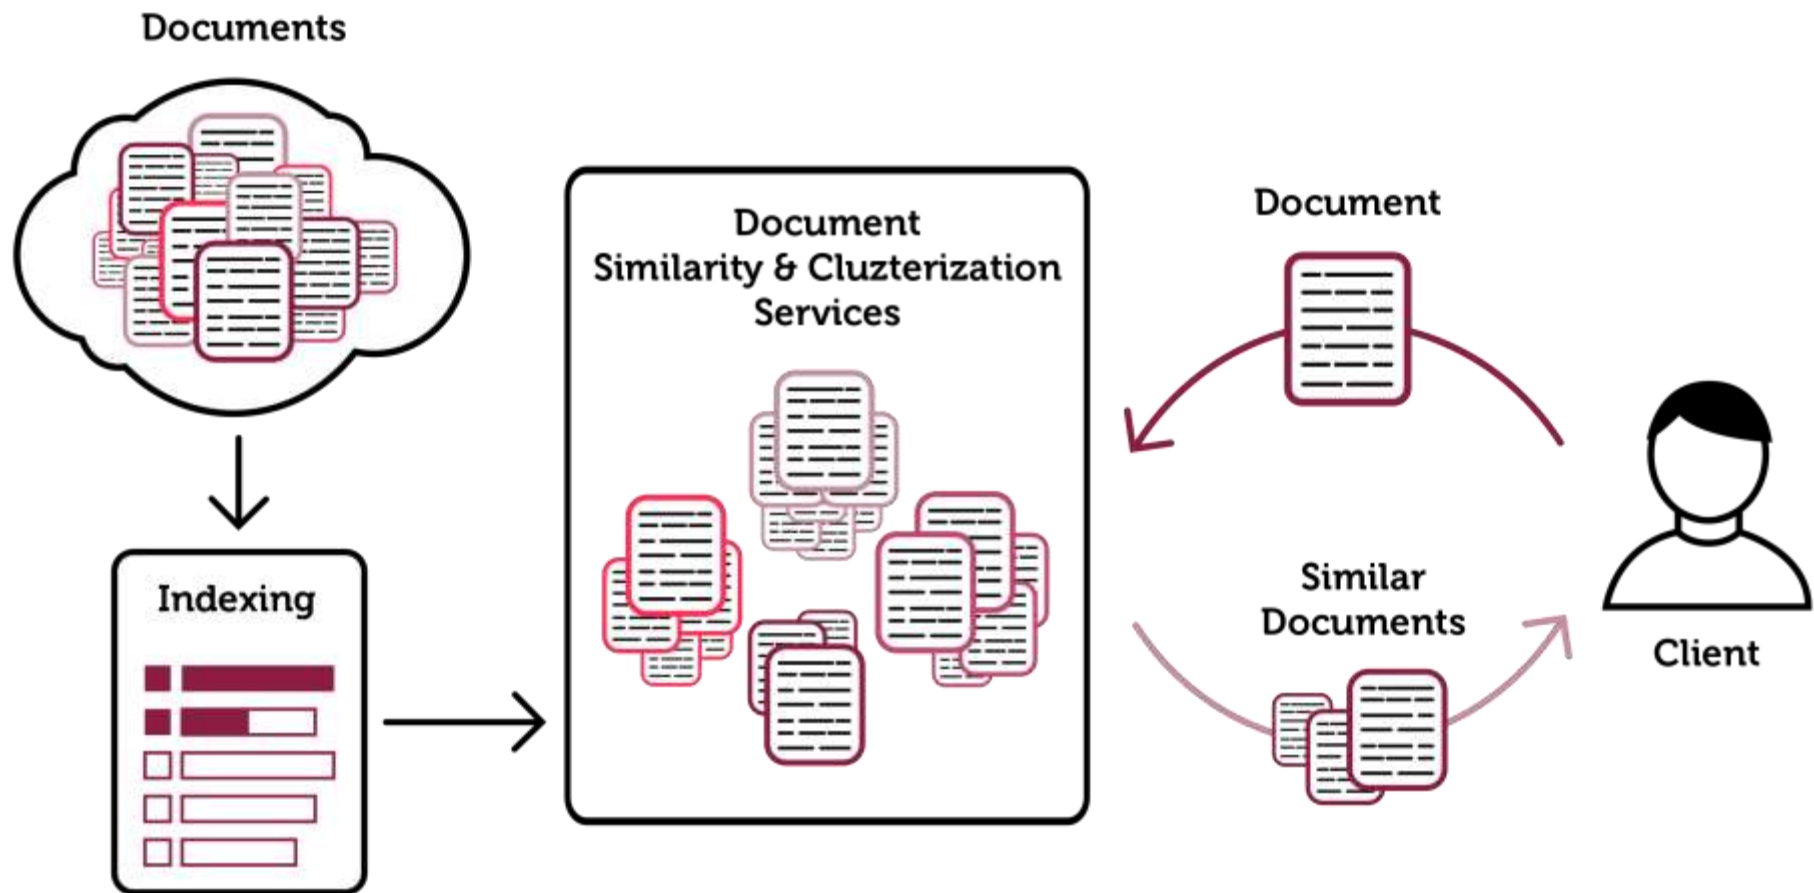 Documents
Indexing
Document
Similarity & Cluzterization
Services
Document
Similar
Documents
Client